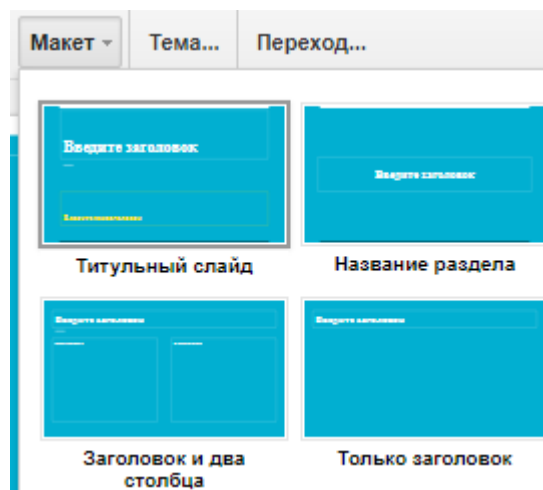 Макет Тема... Переход...
Введите заголовок
Введите заголовок
Титульный слайд Название раздела
Введите заголовок Введите заголовок
Заголовок и два Только заголовок
столбца